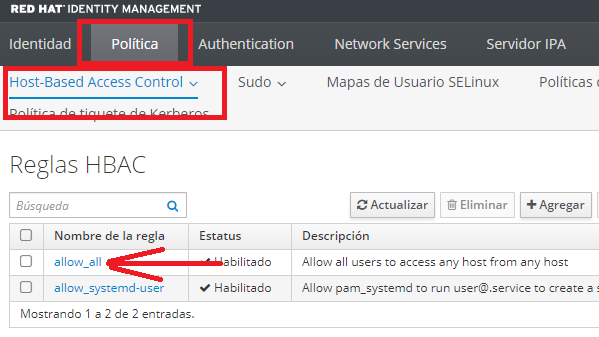 RED HAT IDENTITY MANAGEMENT
Identidad Política Authentication Network Services Servidor IPA
Host-Based Access Control Sudo Mapas de Usuario SELinux Políticas
Política de tiquete de Kerberos
Reglas HBAC
Búsqueda Actualizar Eliminar Agregar
Nombre de la regla Estatus Descripción
allow_all Habilitado Allow all users to access any host from any host
allow_systemd-user Habilitado Allow pam_systemd to run user@.service to create a
Mostrando 1 a 2 de 2 entradas.